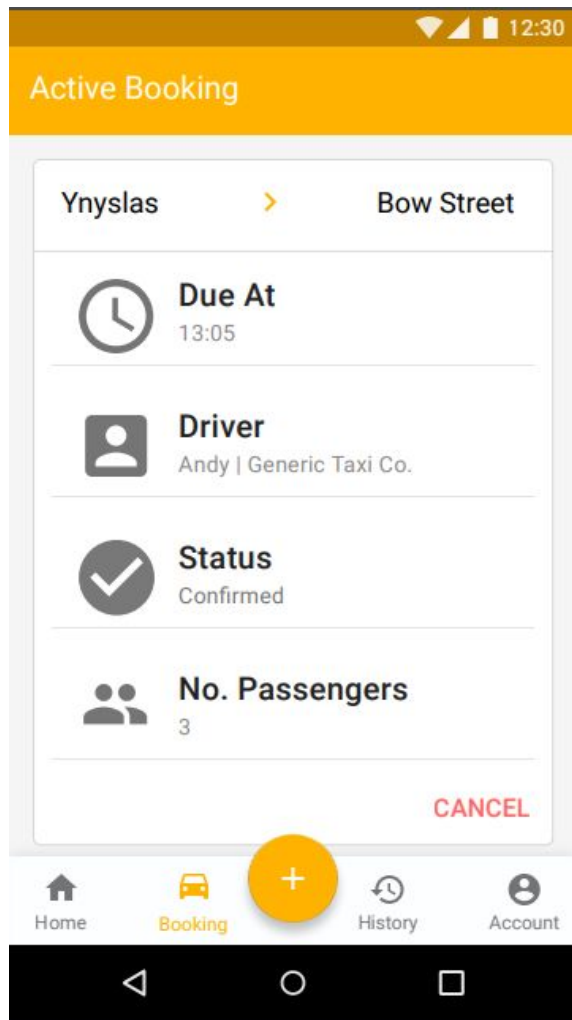 12:30
Active Booking
Ynyslas > Bow Street
Due At
13:05
Driver
Andy | Generic Taxi Co.
Status
Confirmed
No. Passengers
3
CANCEL
+
Home Booking History Account